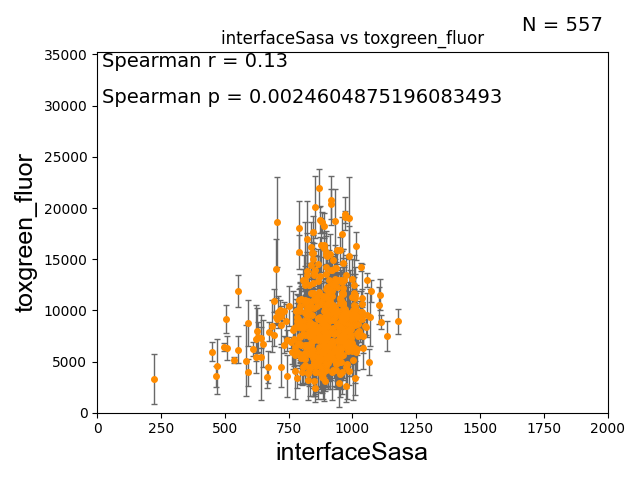 N = 557
interfaceSasa vs toxgreen_fluor
Spearman r = 0.13
Spearman p = 0.0024604875196083493
toxgreen_fluor
35000
30000
25000
20000
15000
10000
5000
0
0 250 500 750 1000 1250 1500 1750 2000
interfaceSasa